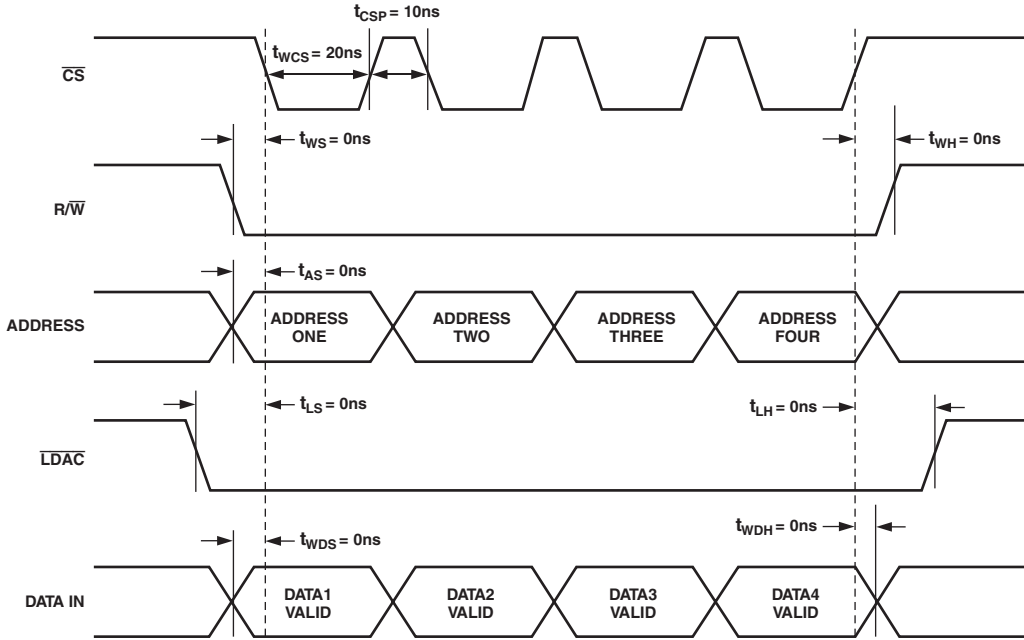 tCSP = 10ns
tWCS = 20ns
CS
tWS = 0ns
tWH = 0ns
R/W
tAS = 0ns
ADDRESS
ADDRESS
ONE
ADDRESS
TWO
ADDRESS
THREE
ADDRESS
FOUR
tLS = 0ns
tLH = 0ns
LDAC
tWDS = 0ns
tWDH = 0ns
DATA IN
DATA1
VALID
DATA2
VALID
DATA3
VALID
DATA4
VALID